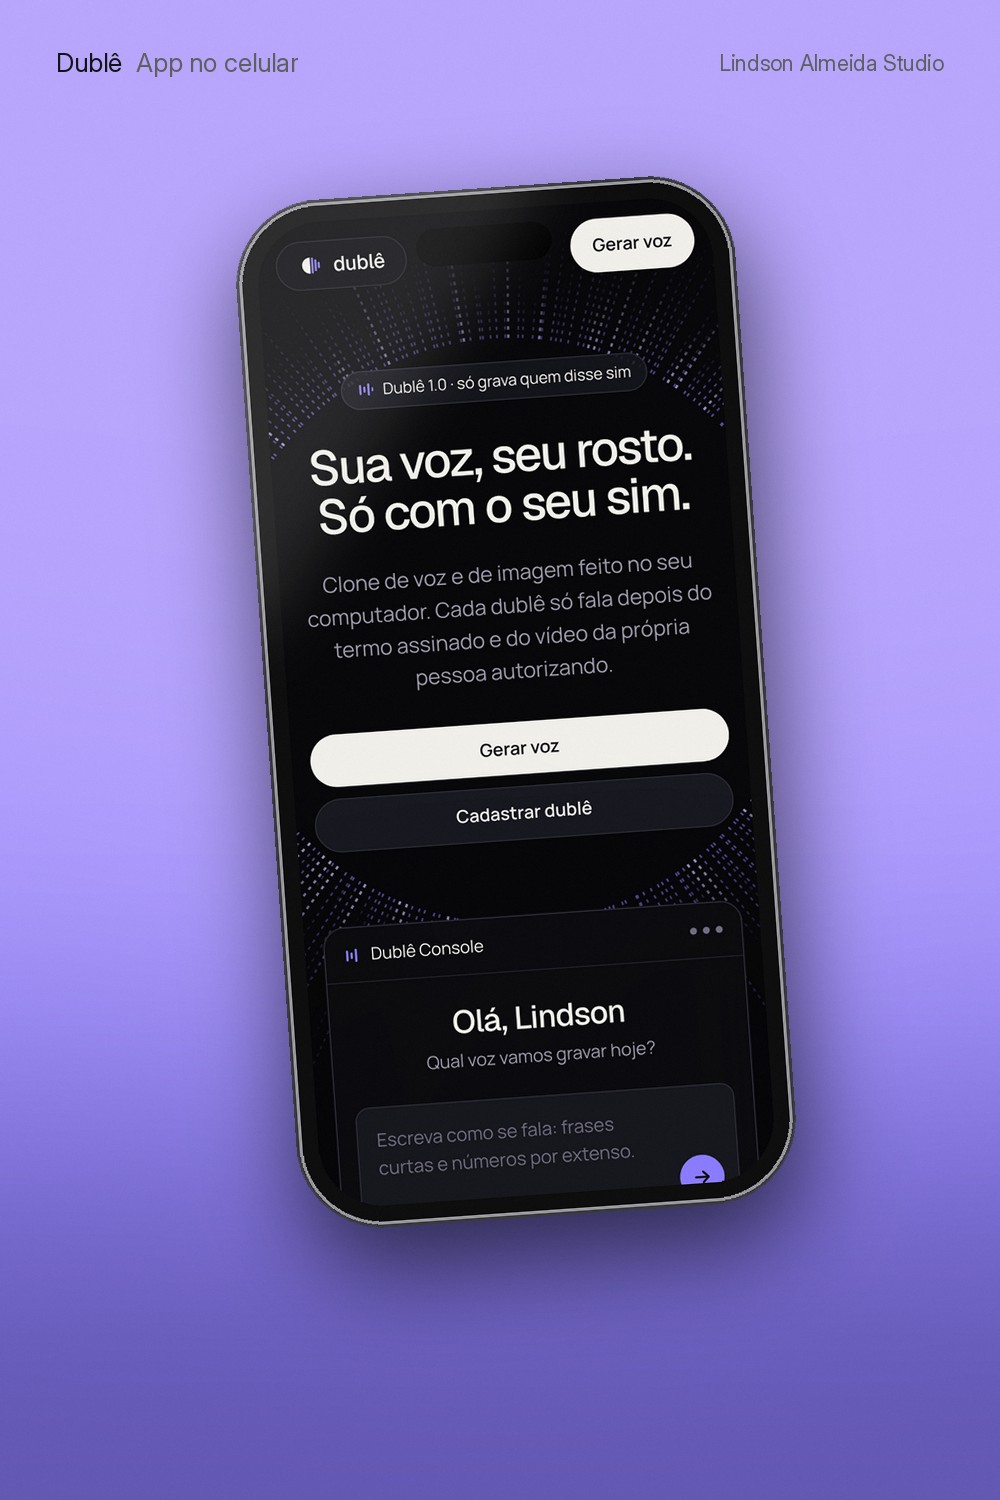 Dublê App no celular
Lindson Almeida Studio
dublê
Gerar voz
Dublê 1.0 · só grava quem disse sim
Sua voz, seu rosto.
Só com o seu sim.
Clone de voz e de imagem feito no seu
computador. Cada dublê só fala depois do
termo assinado e do vídeo da própria
pessoa autorizando.
Gerar voz
Cadastrar dublê
Dublê Console
Olá, Lindson
Qual voz vamos gravar hoje?
Escreva como se fala: frases
curtas e números por extenso.